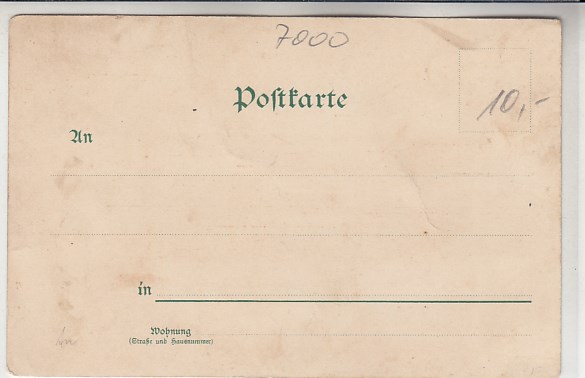 7000
Postkarte
10,-
An
in
Wohnung
(Straße und Hausnummer)